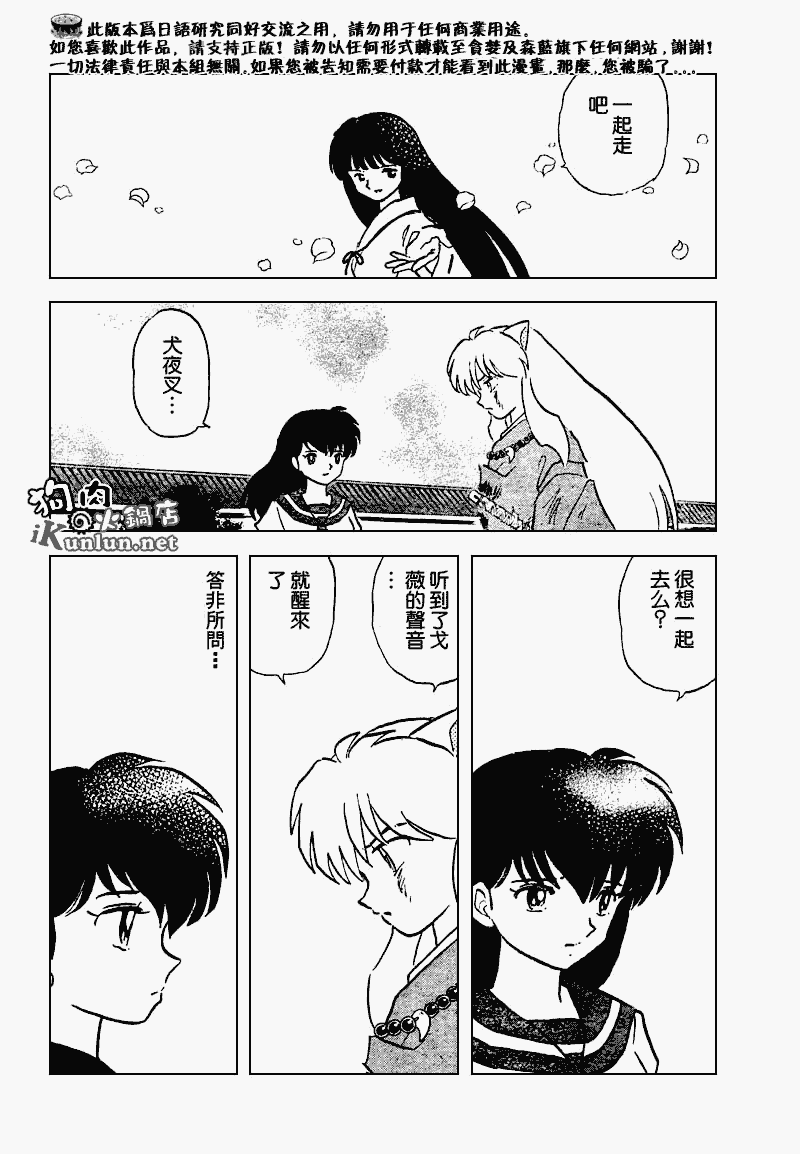 此版本爲日語研究同好交流之用，請勿用于任何商業用途。
如您喜歡此作品，請支持正版！請勿以任何形式轉載至貪婪及森藍旗下任何網站，謝謝！
一切法律責任與本組無關。如果您被告知需要付款才能看到此漫畫，那麼，您被騙了。。。
一起走
吧
犬夜叉…
狗肉
火鍋店
iKunlun.net
很想一起
去么？
听到了戈
薇的聲音
…
就醒來
了
答非所問…